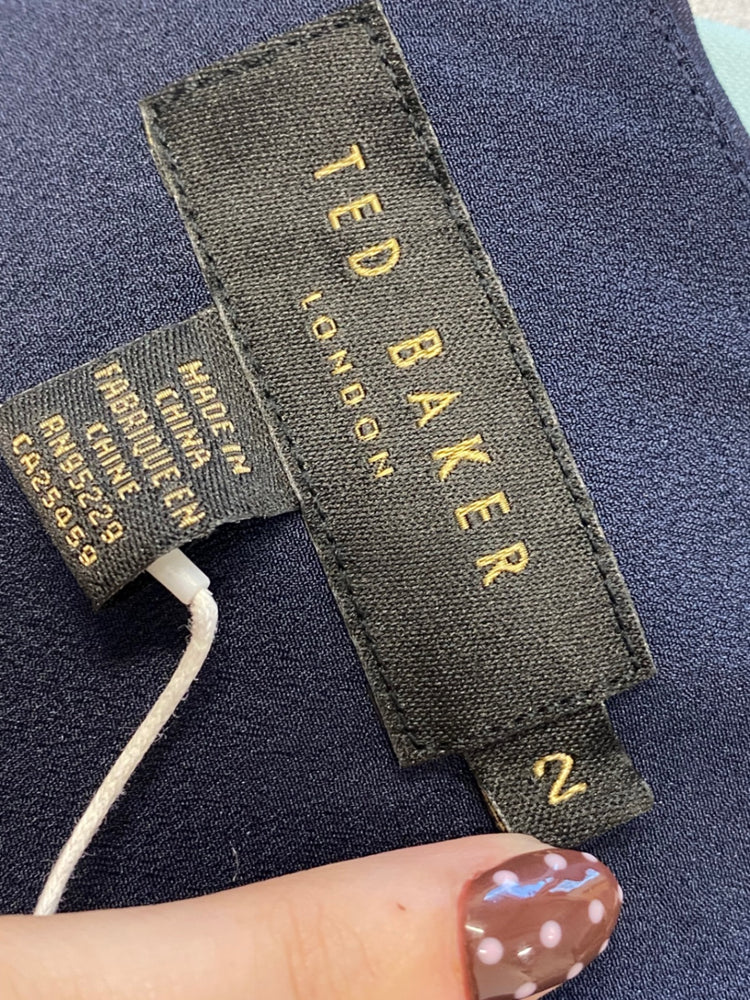 TED BAKER
LONDON
MADE IN
CHINA
FABRIQUE EN
CHINE
RN95229
CA25459
2